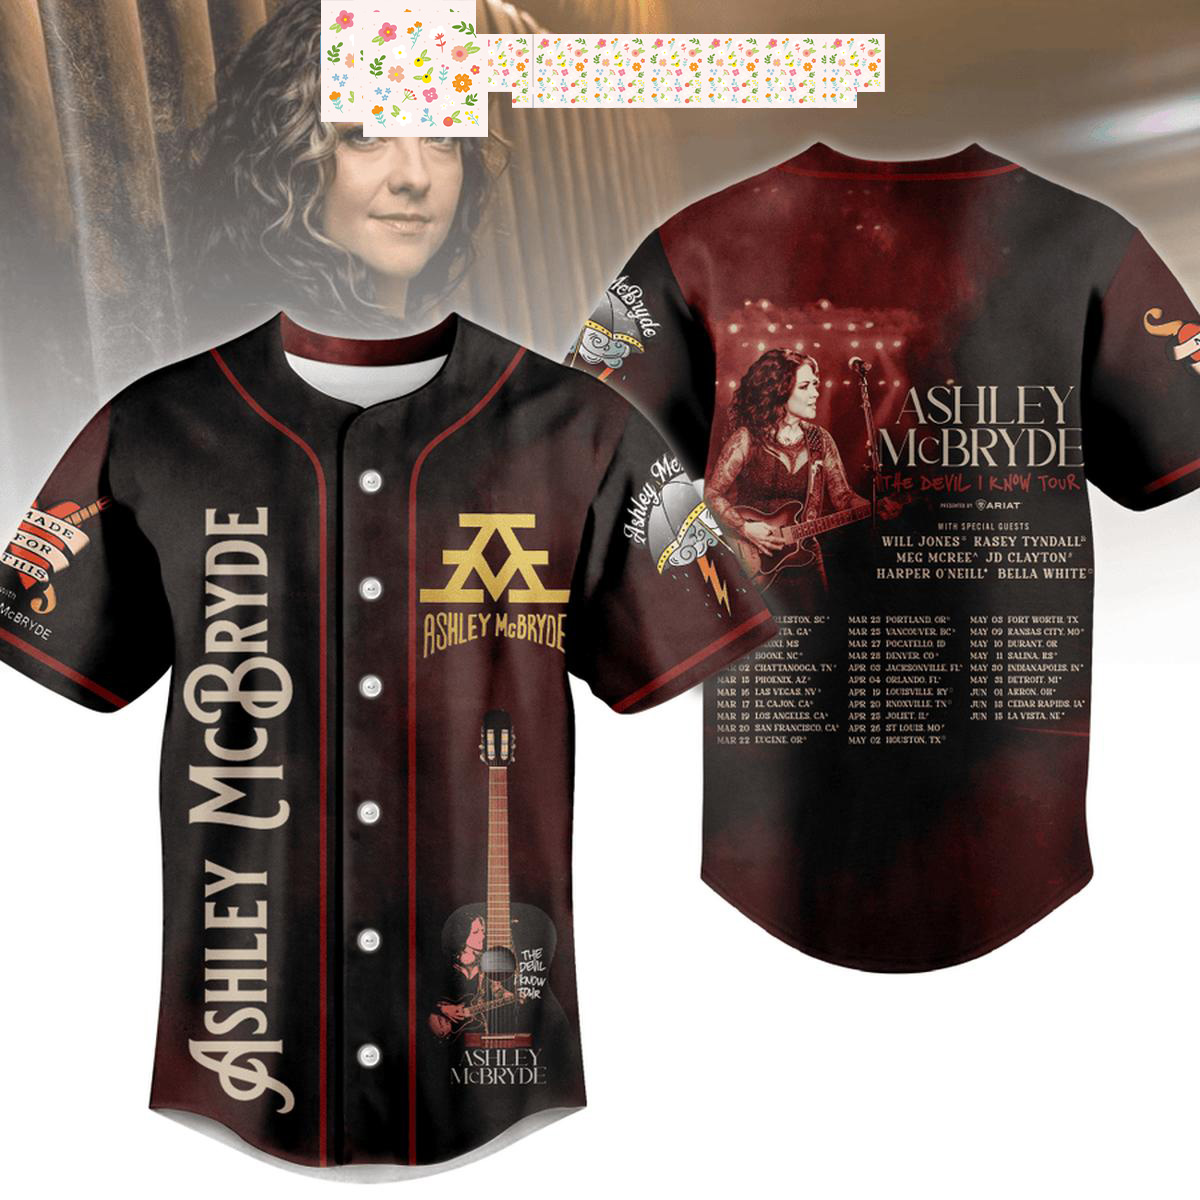 McBryde
MADE
FOR
THIS
with
McBRYDE
Ashley Mc
ASHLEY McBRYDE
ASHLEY McBRYDE
THE
DEVIL
I KNOW
TOUR
ASHLEY
McBRYDE
ASHLEY
McBRYDE
THE DEVIL I KNOW TOUR
PRESENTED BY ARIAT
WITH SPECIAL GUESTS
WILL JONES KASEY TYNDALL
MEG MCREE JD CLAYTON
HARPER O'NEILL BELLA WHITE
MAR 23 PORTLAND, OR
MAR 25 VANCOUVER, BC
MAR 27 POCATELLO, ID
MAR 28 DENVER, CO
APR 03 JACKSONVILLE, FL
APR 04 ORLANDO, FL
APR 19 LOUISVILLE, KY
APR 20 KNOXVILLE, TN
APR 25 JOLIET, IL
APR 26 ST LOUIS, MO
MAY 02 HOUSTON, TX
MAY 03 FORT WORTH, TX
MAY 09 KANSAS CITY, MO
MAY 10 DURANT, OK
MAY 11 SALINA, KS
MAY 30 INDIANAPOLIS, IN
MAY 31 DETROIT, MI
JUN 01 AKRON, OH
JUN 13 CEDAR RAPIDS, IA
JUN 15 LA VISTA, NE
BOONE, NC
MAR 02 CHATTANOOGA, TN
MAR 15 PHOENIX, AZ
MAR 16 LAS VEGAS, NV
MAR 17 EL CAJON, CA
MAR 19 LOS ANGELES, CA
MAR 20 SAN FRANCISCO, CA
MAR 22 EUGENE, OR